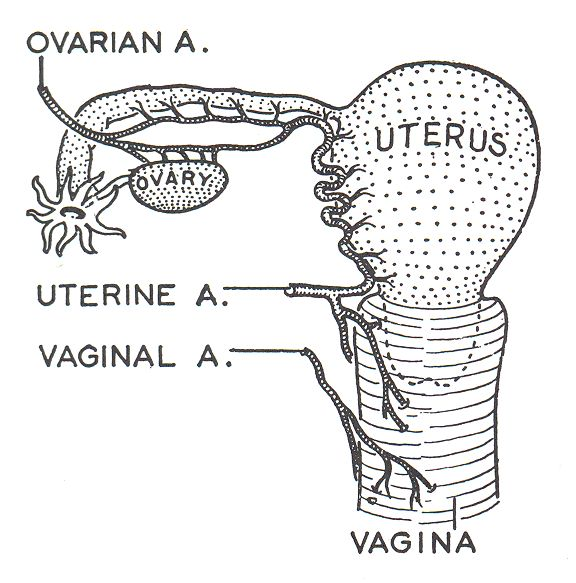 OVARIAN A.
UTERUS
OVARY
UTERINE A.
VAGINAL A.
VAGINA